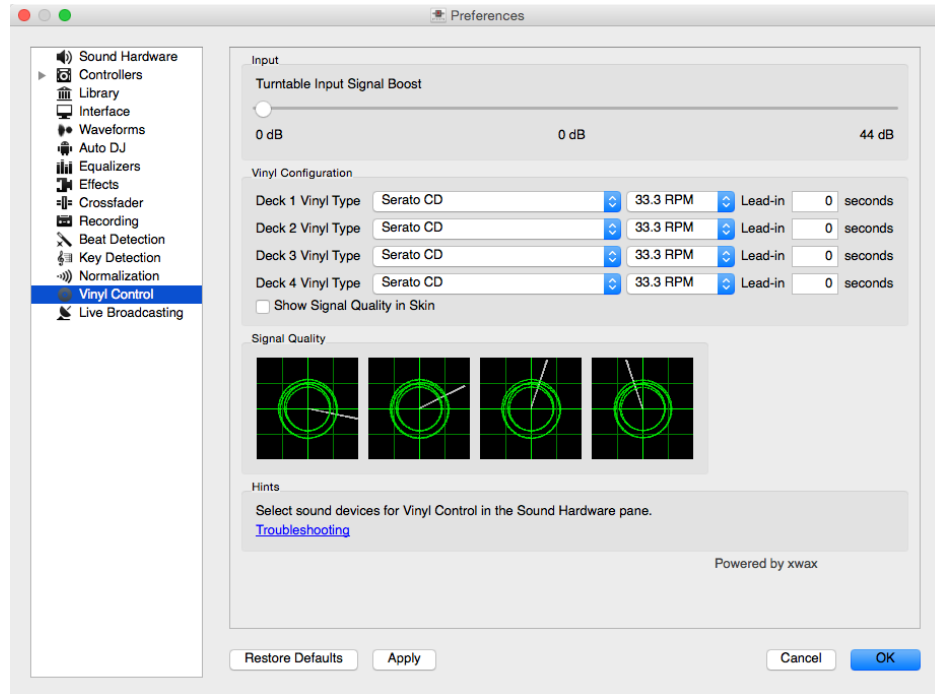 Preferences
Sound Hardware
Controllers
Library
Interface
Waveforms
Auto DJ
Equalizers
Effects
Crossfader
Recording
Beat Detection
Key Detection
Normalization
Vinyl Control
Live Broadcasting
Input
Turntable Input Signal Boost
0 dB 0 dB 44 dB
Vinyl Configuration
Deck 1 Vinyl Type Serato CD 33.3 RPM Lead-in 0 seconds
Deck 2 Vinyl Type Serato CD 33.3 RPM Lead-in 0 seconds
Deck 3 Vinyl Type Serato CD 33.3 RPM Lead-in 0 seconds
Deck 4 Vinyl Type Serato CD 33.3 RPM Lead-in 0 seconds
Show Signal Quality in Skin
Signal Quality
Hints
Select sound devices for Vinyl Control in the Sound Hardware pane.
Troubleshooting
Powered by xwax
Restore Defaults Apply Cancel OK